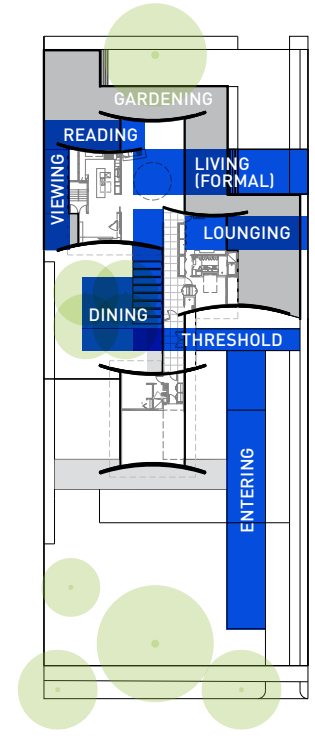 GARDENING
READING
VIEWING
LIVING
(FORMAL)
LOUNGING
DINING
THRESHOLD
ENTERING